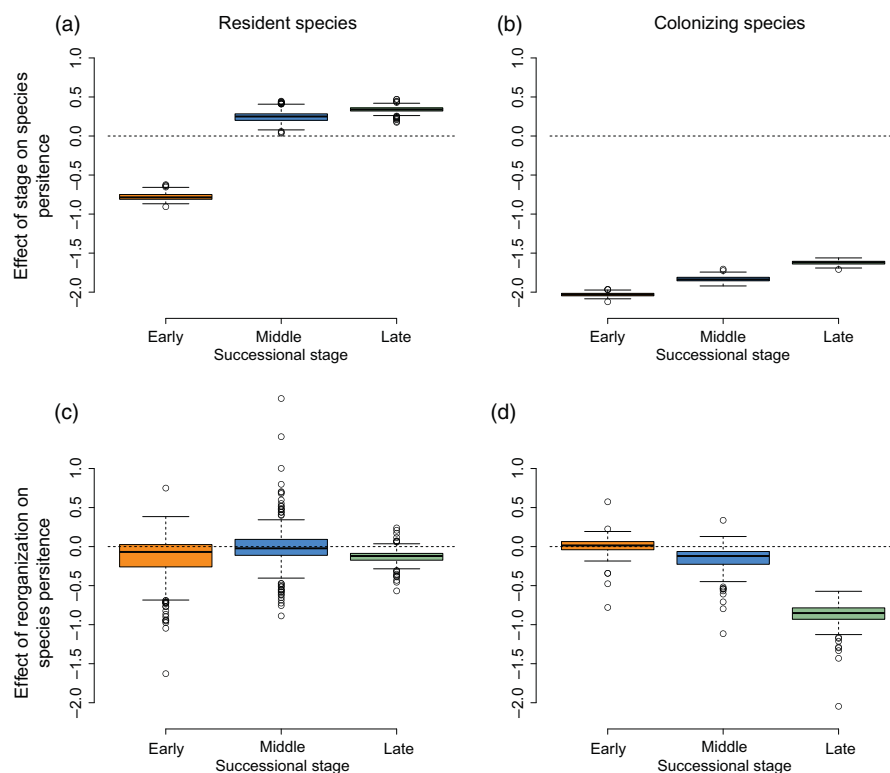 (a) Resident species
(b) Colonizing species
Effect of stage on species
persitence
1.0
0.5
0.0
−0.5
−1.0
−1.5
−2.0
Early Middle Late
Successional stage
1.0
0.5
0.0
−0.5
−1.0
−1.5
−2.0
Early Middle Late
Successional stage
(c)
(d)
Effect of reorganization on
species persitence
1.0
0.5
0.0
−0.5
−1.0
−1.5
−2.0
Early Middle Late
Successional stage
1.0
0.5
0.0
−0.5
−1.0
−1.5
−2.0
Early Middle Late
Successional stage